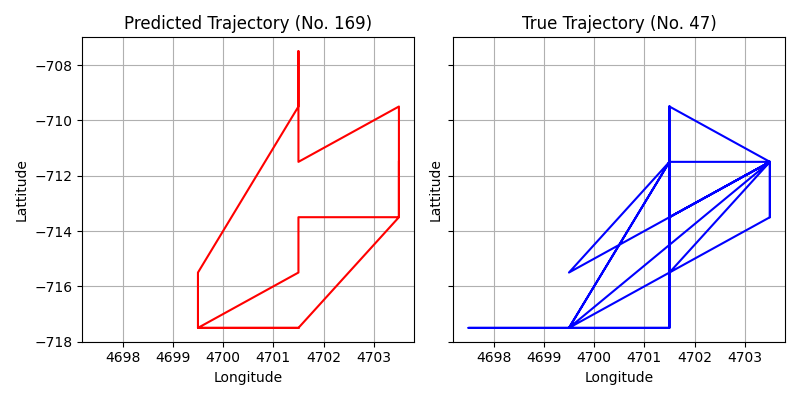 Predicted Trajectory (No. 169)
True Trajectory (No. 47)
−708
−710
−712
−714
−716
−718
Lattitude
Lattitude
4698 4699 4700 4701 4702 4703
4698 4699 4700 4701 4702 4703
Longitude
Longitude